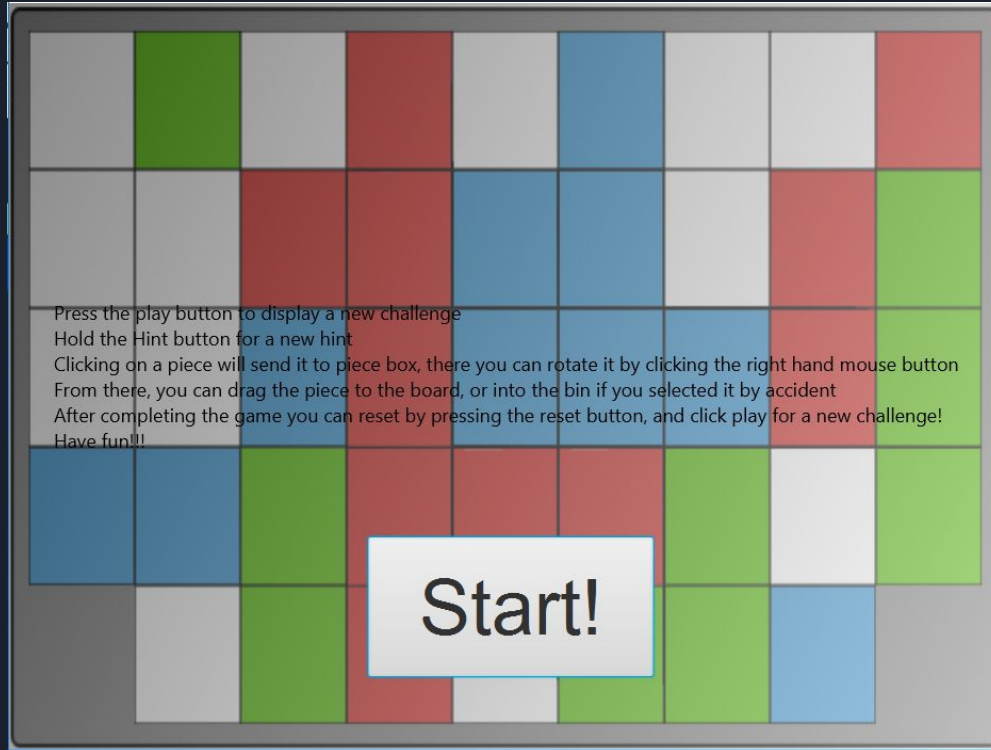 Press the play button to display a new challenge
Hold the Hint button for a new hint
Clicking on a piece will send it to piece box, there you can rotate it by clicking the right hand mouse button
From there, you can drag the piece to the board, or into the bin if you selected it by accident
After completing the game you can reset by pressing the reset button, and click play for a new challenge!
Have fun!!!
Start!